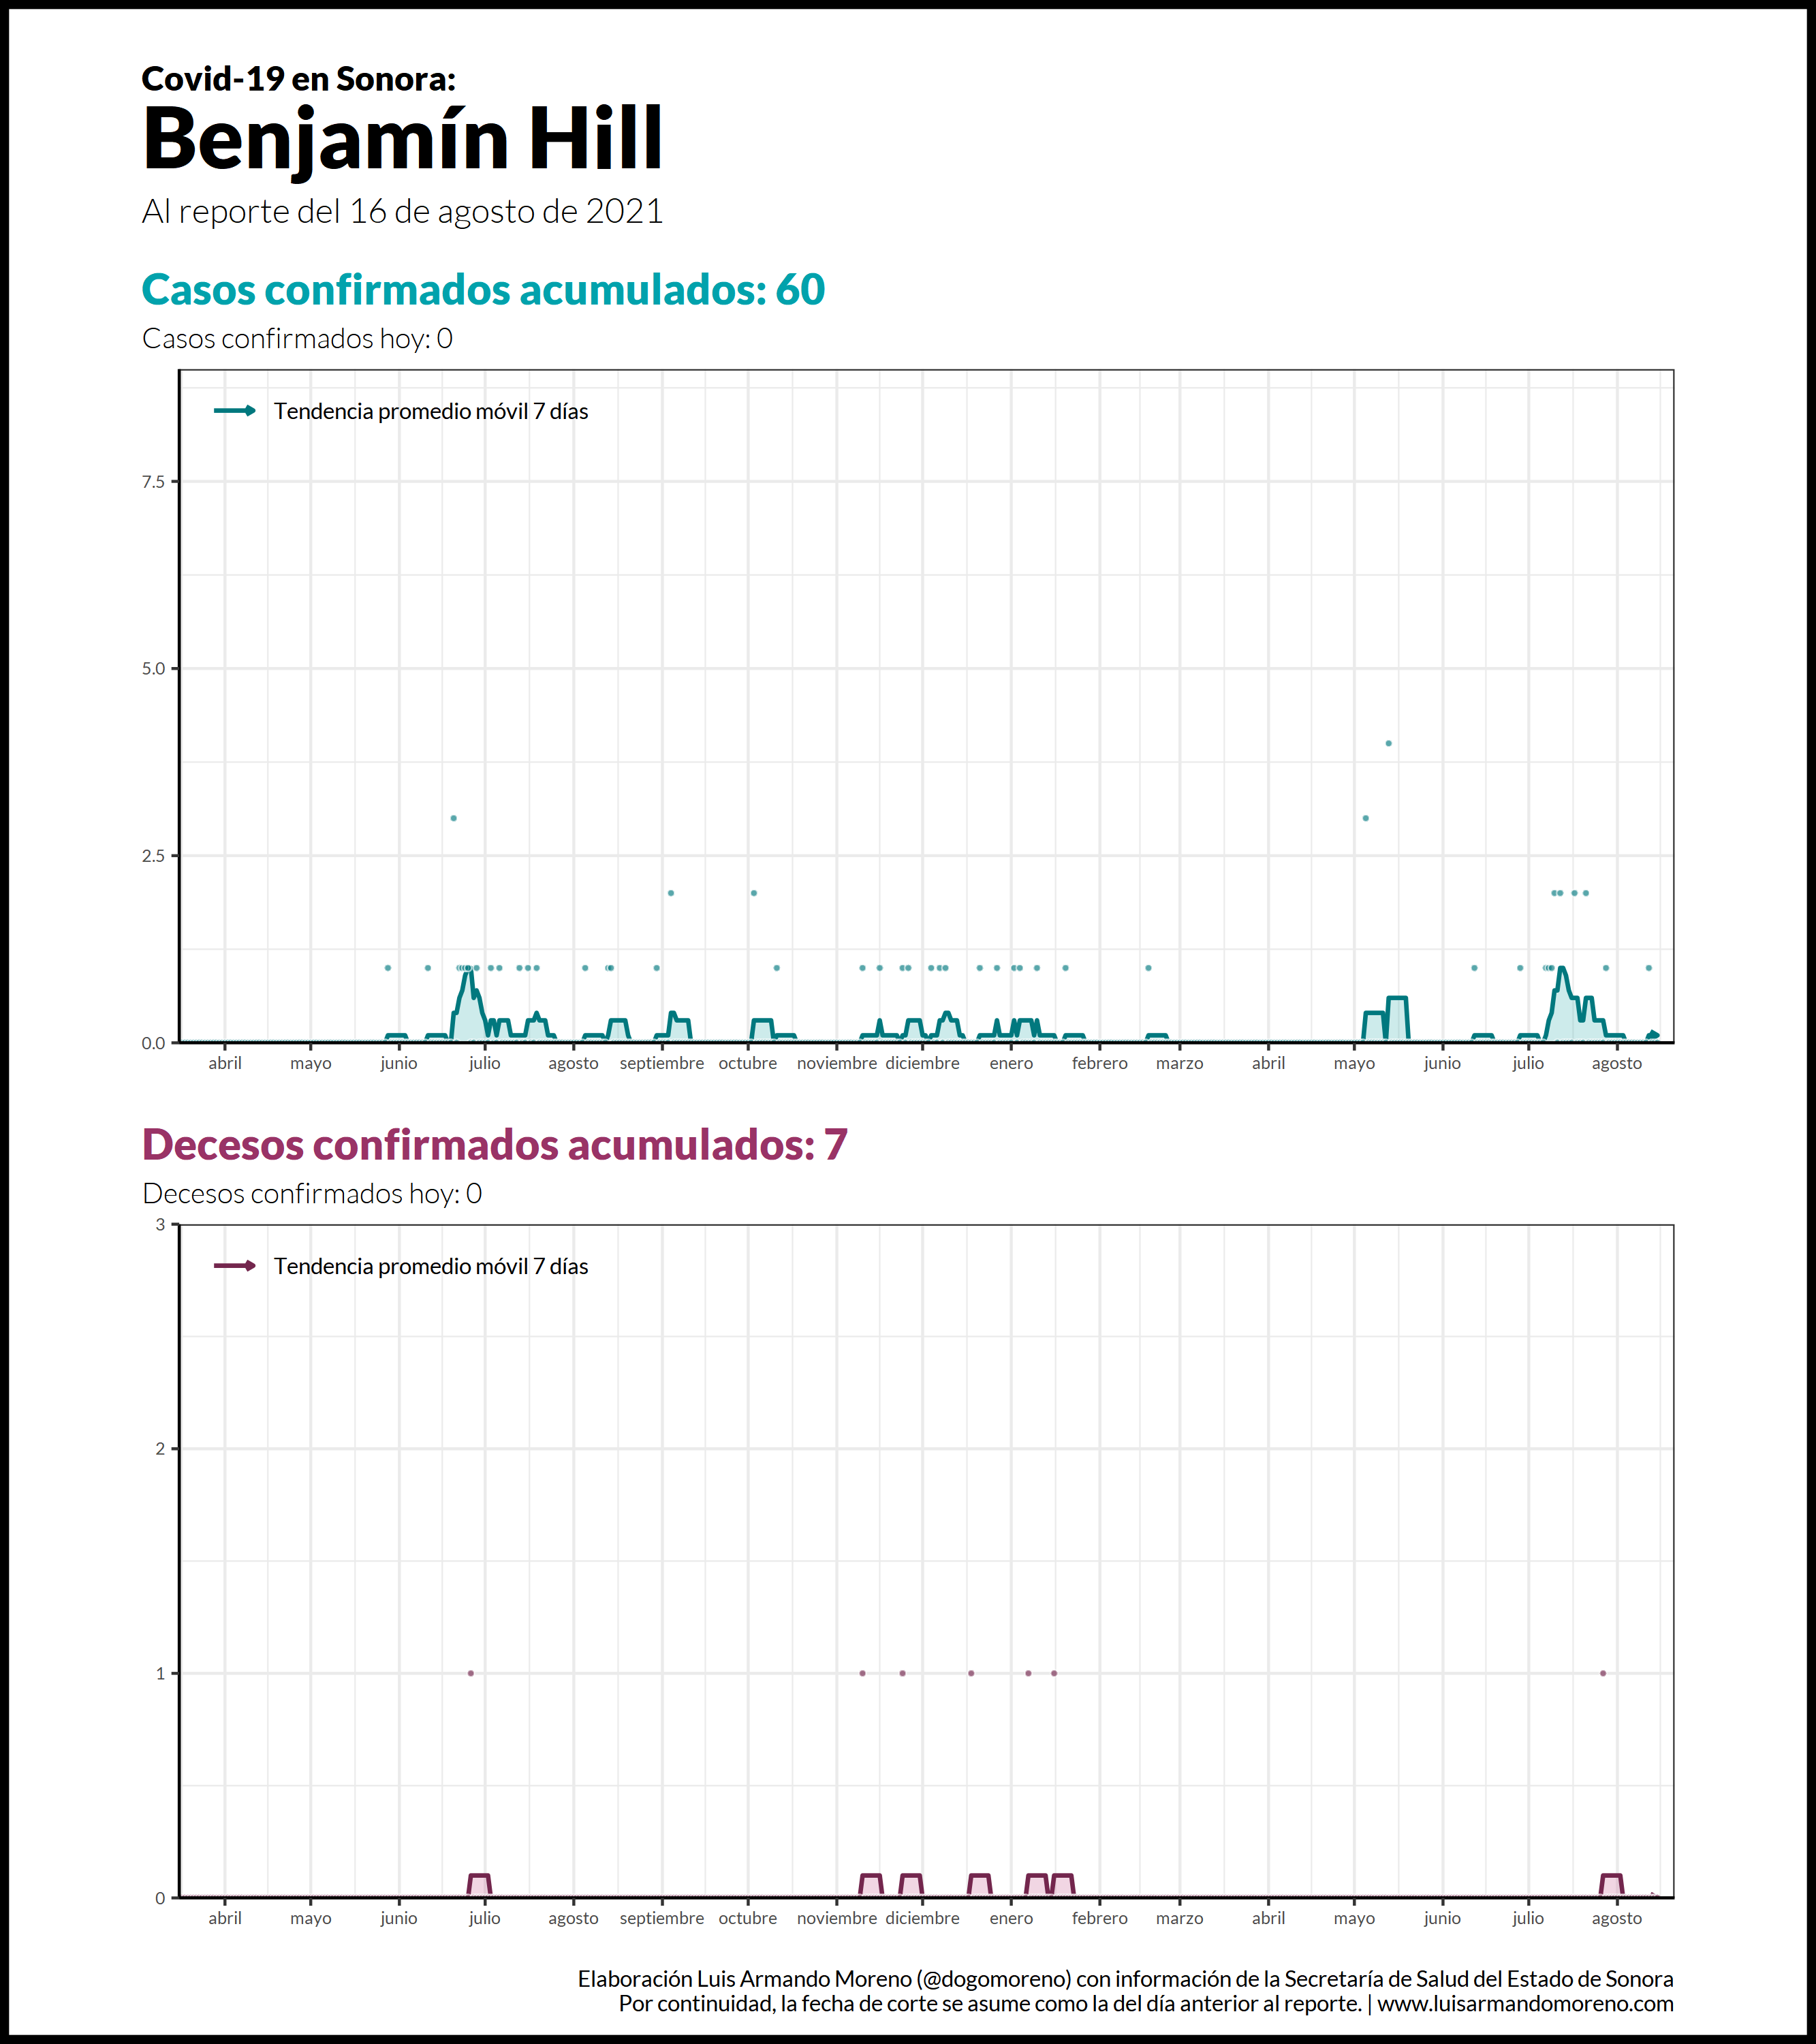 Covid-19 en Sonora:
Benjamín Hill
Al reporte del 16 de agosto de 2021
Casos confirmados acumulados: 60
Casos confirmados hoy: 0
Tendencia promedio móvil 7 días
7.5
5.0
2.5
0.0
abril mayo junio julio agosto septiembre octubre noviembre diciembre enero febrero marzo abril mayo junio julio agosto
Decesos confirmados acumulados: 7
Decesos confirmados hoy: 0
3
Tendencia promedio móvil 7 días
2
1
0
abril mayo junio julio agosto septiembre octubre noviembre diciembre enero febrero marzo abril mayo junio julio agosto
Elaboración Luis Armando Moreno (@dogomoreno) con información de la Secretaría de Salud del Estado de Sonora
Por continuidad, la fecha de corte se asume como la del día anterior al reporte. | www.luisarmandomoreno.com